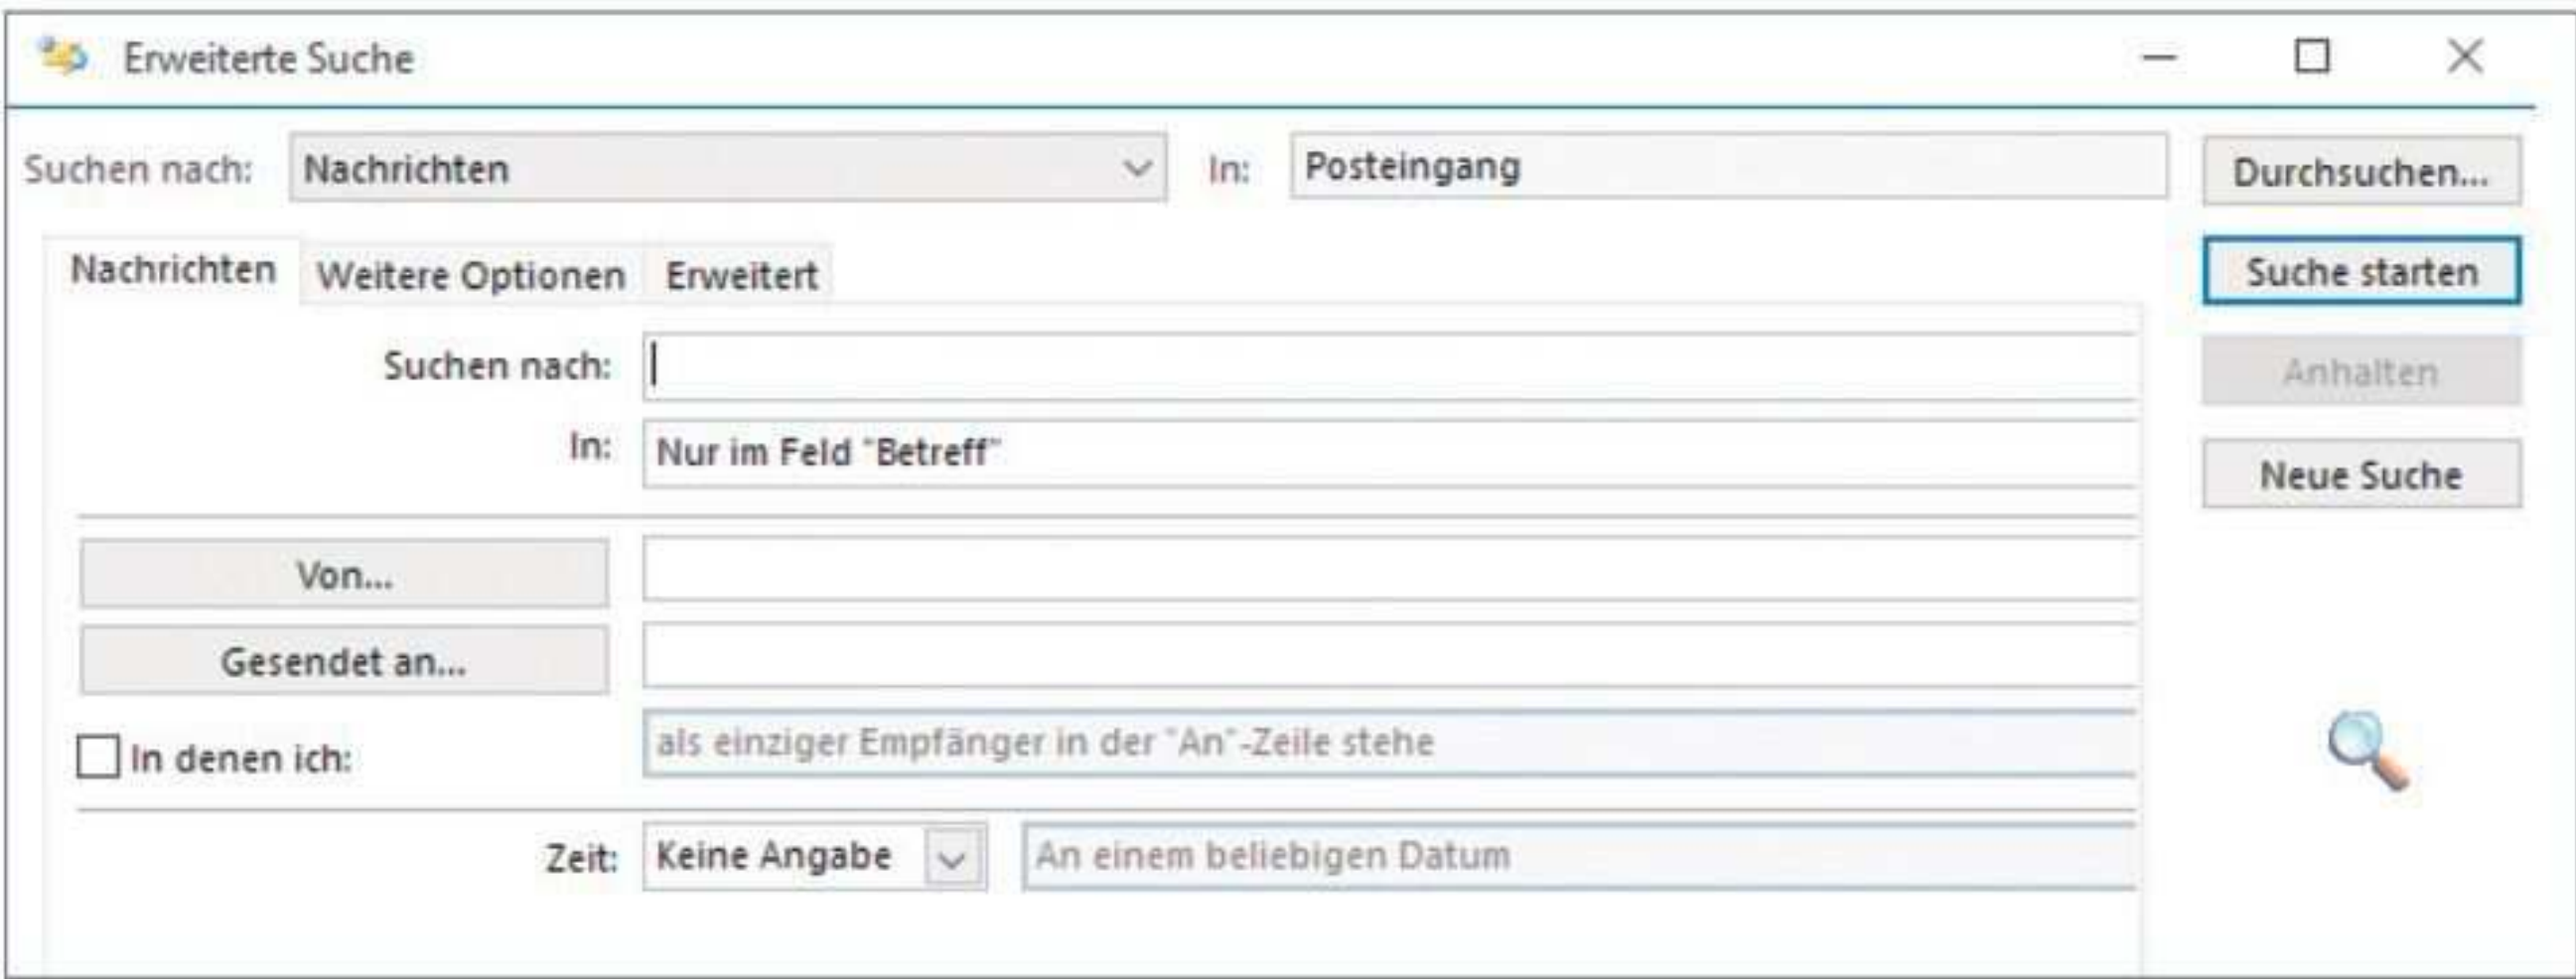 Erweiterte Suche
Suchen nach: Nachrichten In: Posteingang Durchsuchen...
Nachrichten Weitere Optionen Erweitert Suche starten
Suchen nach: Anhalten
In: Nur im Feld "Betreff" Neue Suche
Von...
Gesendet an...
In denen ich: als einziger Empfänger in der "An"-Zeile stehe
Zeit: Keine Angabe An einem beliebigen Datum